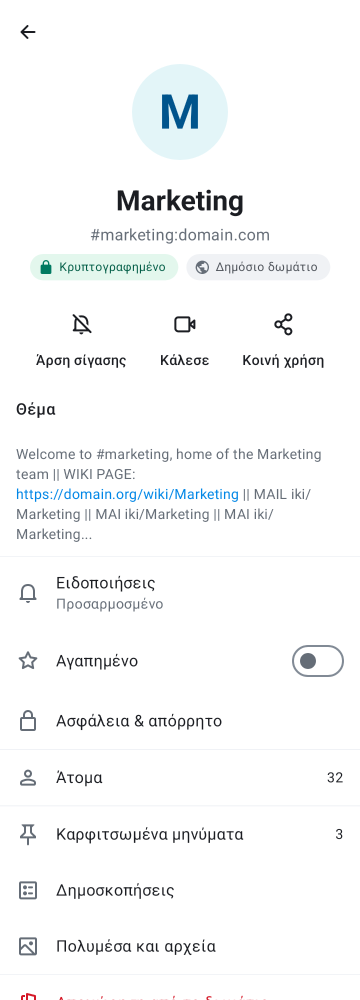 M
Marketing
#marketing:domain.com
Κρυπτογραφημένο Δημόσιο δωμάτιο
Άρση σίγασης Κάλεσε Κοινή χρήση
Θέμα
Welcome to #marketing, home of the Marketing
team || WIKI PAGE:
https://domain.org/wiki/Marketing || MAIL iki/
Marketing || MAI iki/Marketing || MAI iki/
Marketing...
Ειδοποιήσεις
Προσαρμοσμένο
Αγαπημένο
Ασφάλεια & απόρρητο
Άτομα 32
Καρφιτσωμένα μηνύματα 3
Δημοσκοπήσεις
Πολυμέσα και αρχεία